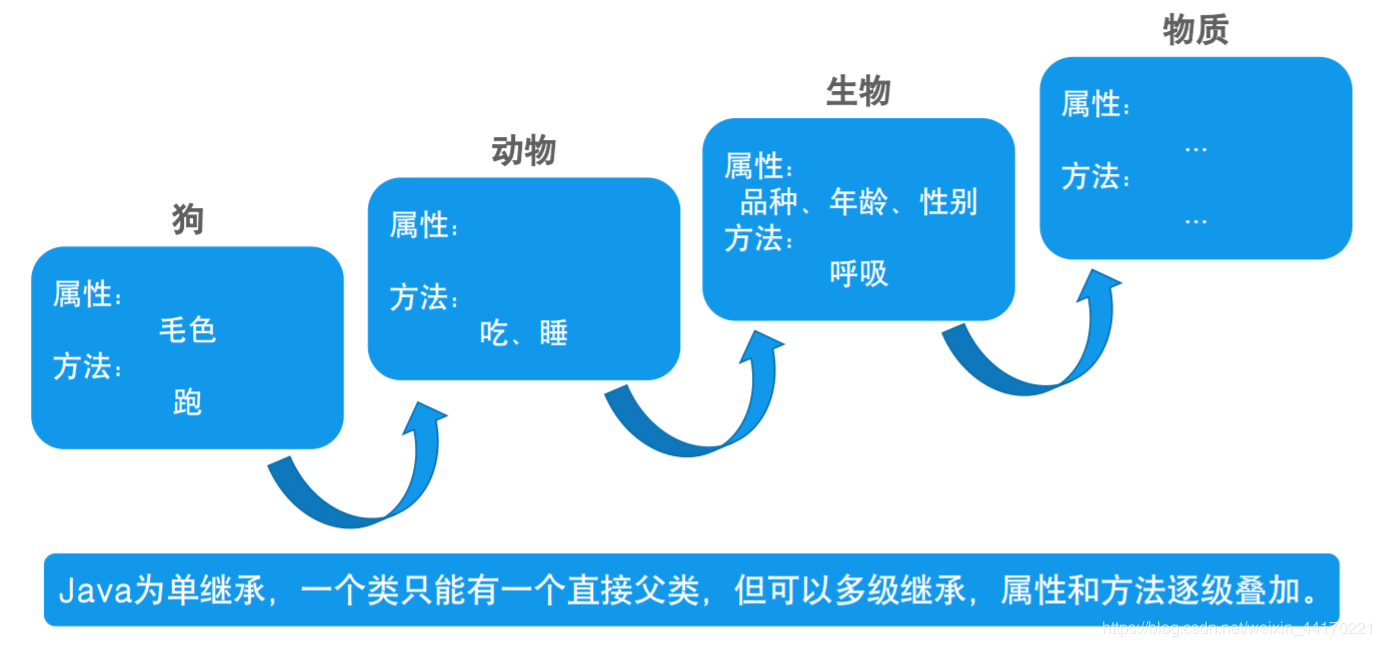 狗
属性：
毛色
方法：
跑
动物
属性：
方法：
吃、睡
生物
属性：
品种、年龄、性别
方法：
呼吸
物质
属性：
...
方法：
...
Java为单继承，一个类只能有一个直接父类，但可以多级继承，属性和方法逐级叠加。
https://blog.csdn.net/weixin_44170221